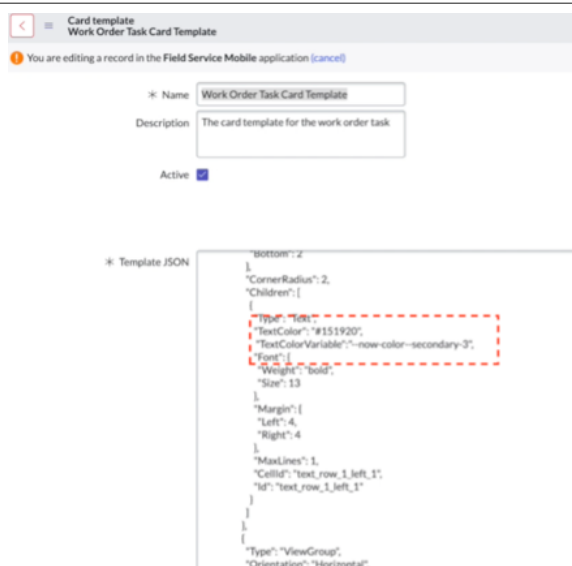 Card template
Work Order Task Card Template
You are editing a record in the Field Service Mobile application (cancel)
Name
Work Order Task Card Template
Description
The card template for the work order task
Active
Template JSON
"Bottom": 2
},
"CornerRadius": 2,
"Children": [
{
"Type": "Text",
"TextColor": "#151920",
"TextColorVariable":"--now-color--secondary-3",
"Font": {
"Weight": "bold",
"Size": 13
},
"Margin": {
"Left": 4,
"Right": 4
},
"MaxLines": 1,
"CellId": "text_row_1_left_1",
"Id": "text_row_1_left_1"
}
]
},
{
"Type": "ViewGroup",
"Orientation": "Horizontal",